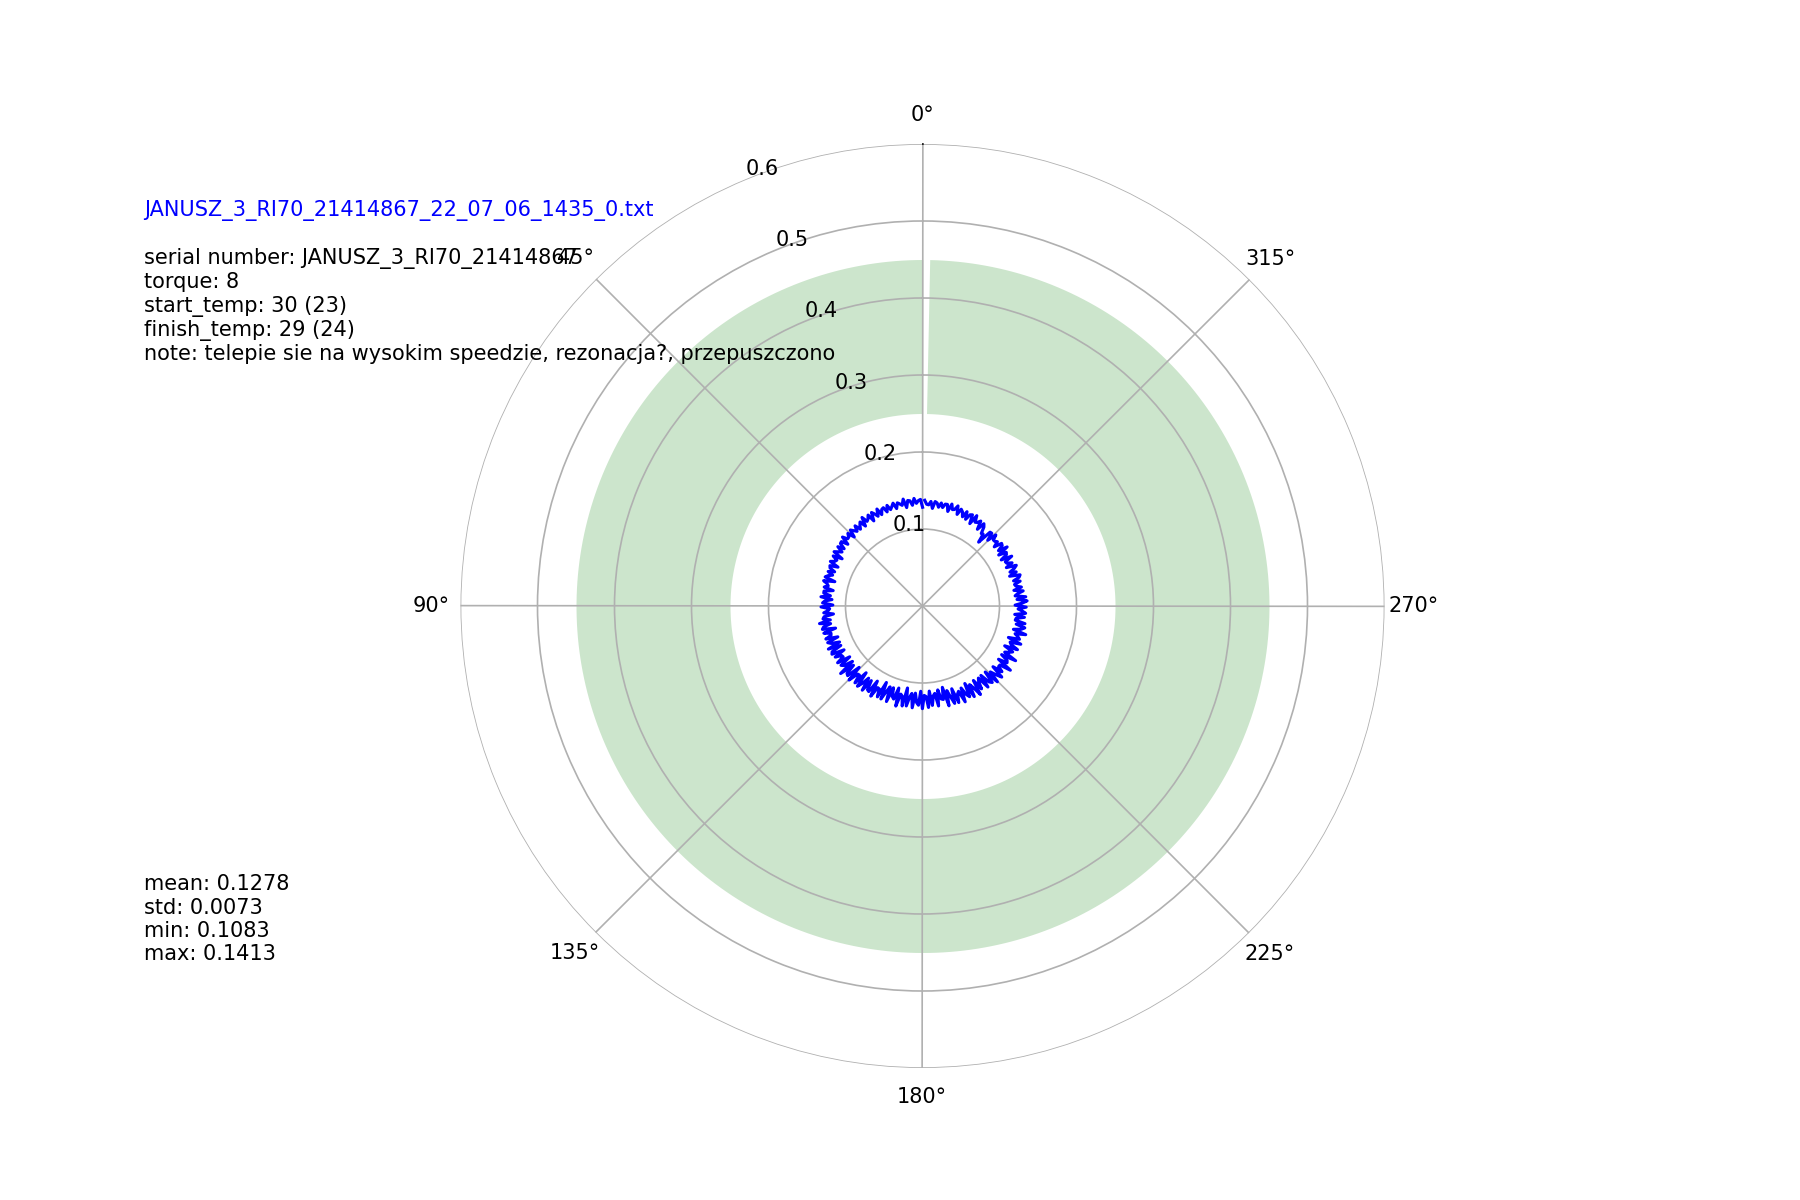 0°
0.6
JANUSZ_3_RI70_21414867_22_07_06_1435_0.txt
0.5
serial number: JANUSZ_3_RI70_21414867
45°
315°
torque: 8
start_temp: 30 (23)
0.4
finish_temp: 29 (24)
note: telepie sie na wysokim speedzie, rezonacja?, przepuszczono
0.3
0.2
0.1
90°
270°
mean: 0.1278
std: 0.0073
min: 0.1083
max: 0.1413
135°
225°
180°